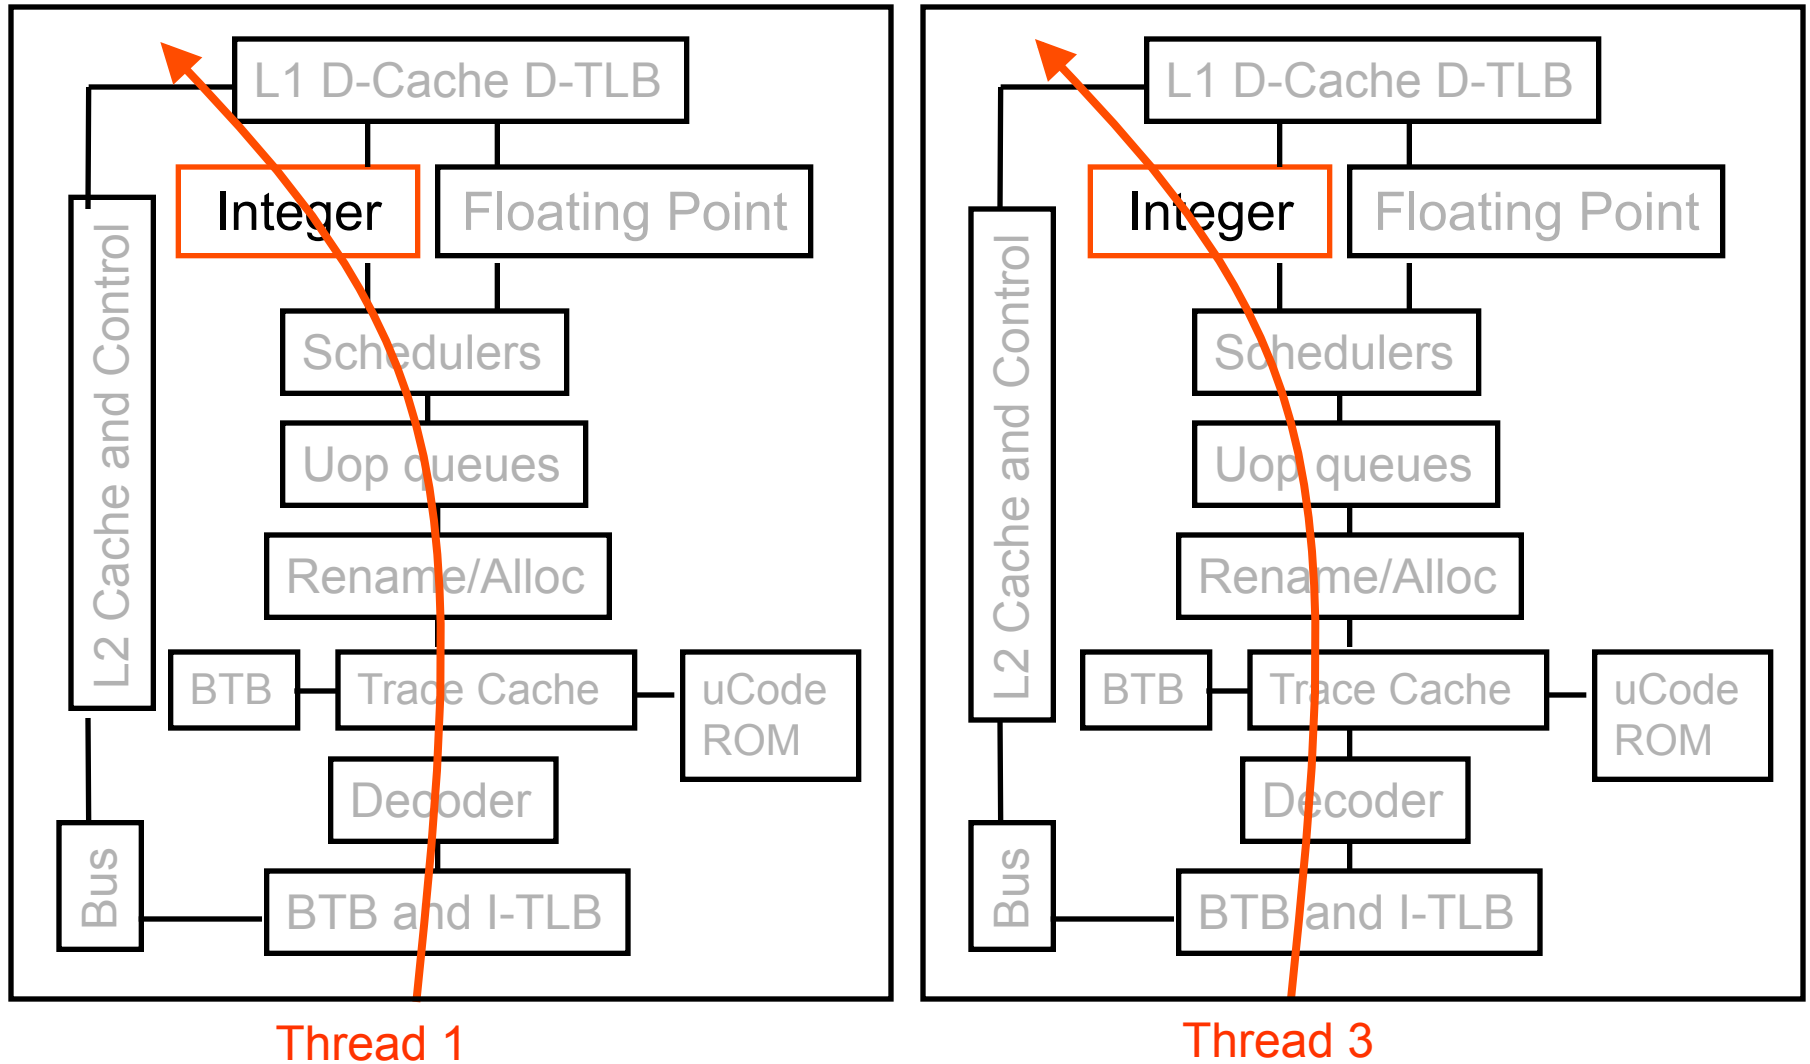 L1 D-Cache D-TLB
Integer
Floating Point
L2 Cache and Control
Schedulers
Uop queues
Rename/Alloc
BTB
Trace Cache
uCode
ROM
Decoder
Bus
BTB and I-TLB
Thread 1
L1 D-Cache D-TLB
Integer
Floating Point
L2 Cache and Control
Schedulers
Uop queues
Rename/Alloc
BTB
Trace Cache
uCode
ROM
Decoder
Bus
BTB and I-TLB
Thread 3